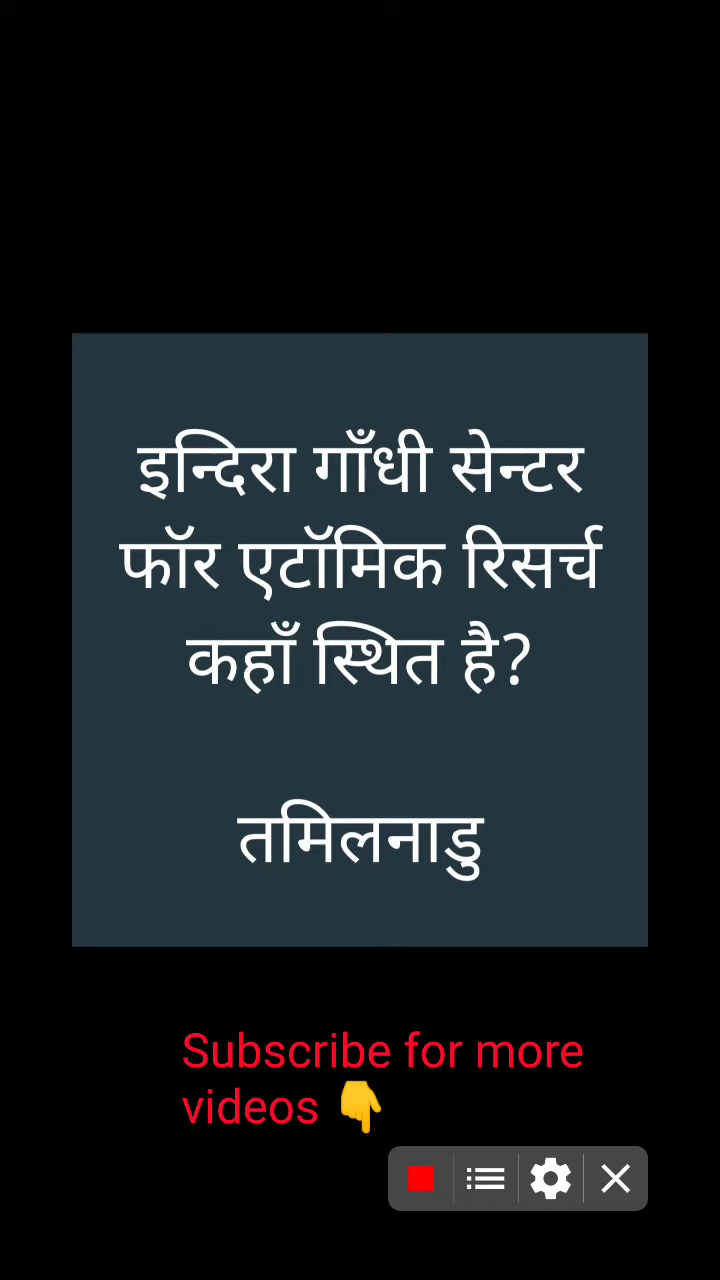 इन्दिरा गाँधी सेन्टर
फॉर एटॉमिक रिसर्च
कहाँ स्थित है?
तमिलनाडु
Subscribe for more
videos 👇